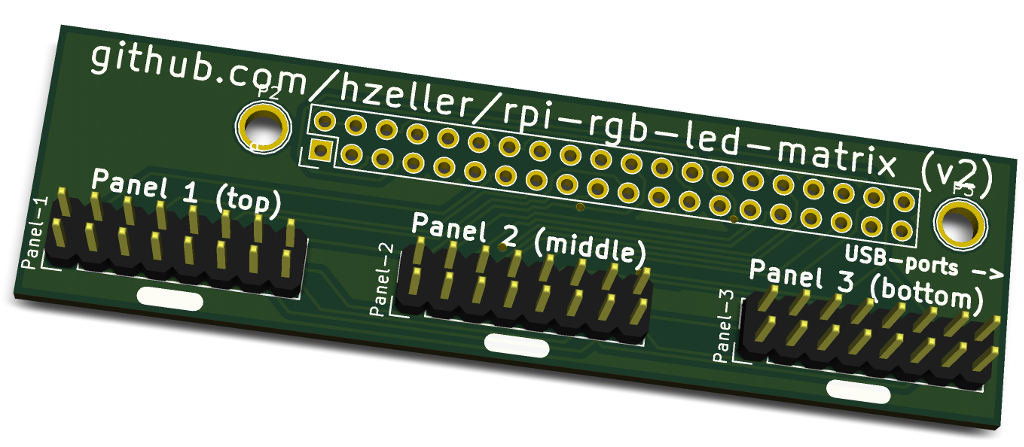 github.com/hzeller/rpi-rgb-led-matrix (v2)
P2
P3
Panel 1 (top)
Panel-1
Panel 2 (middle)
Panel-2
USB-ports ->
Panel 3 (bottom)
Panel-3